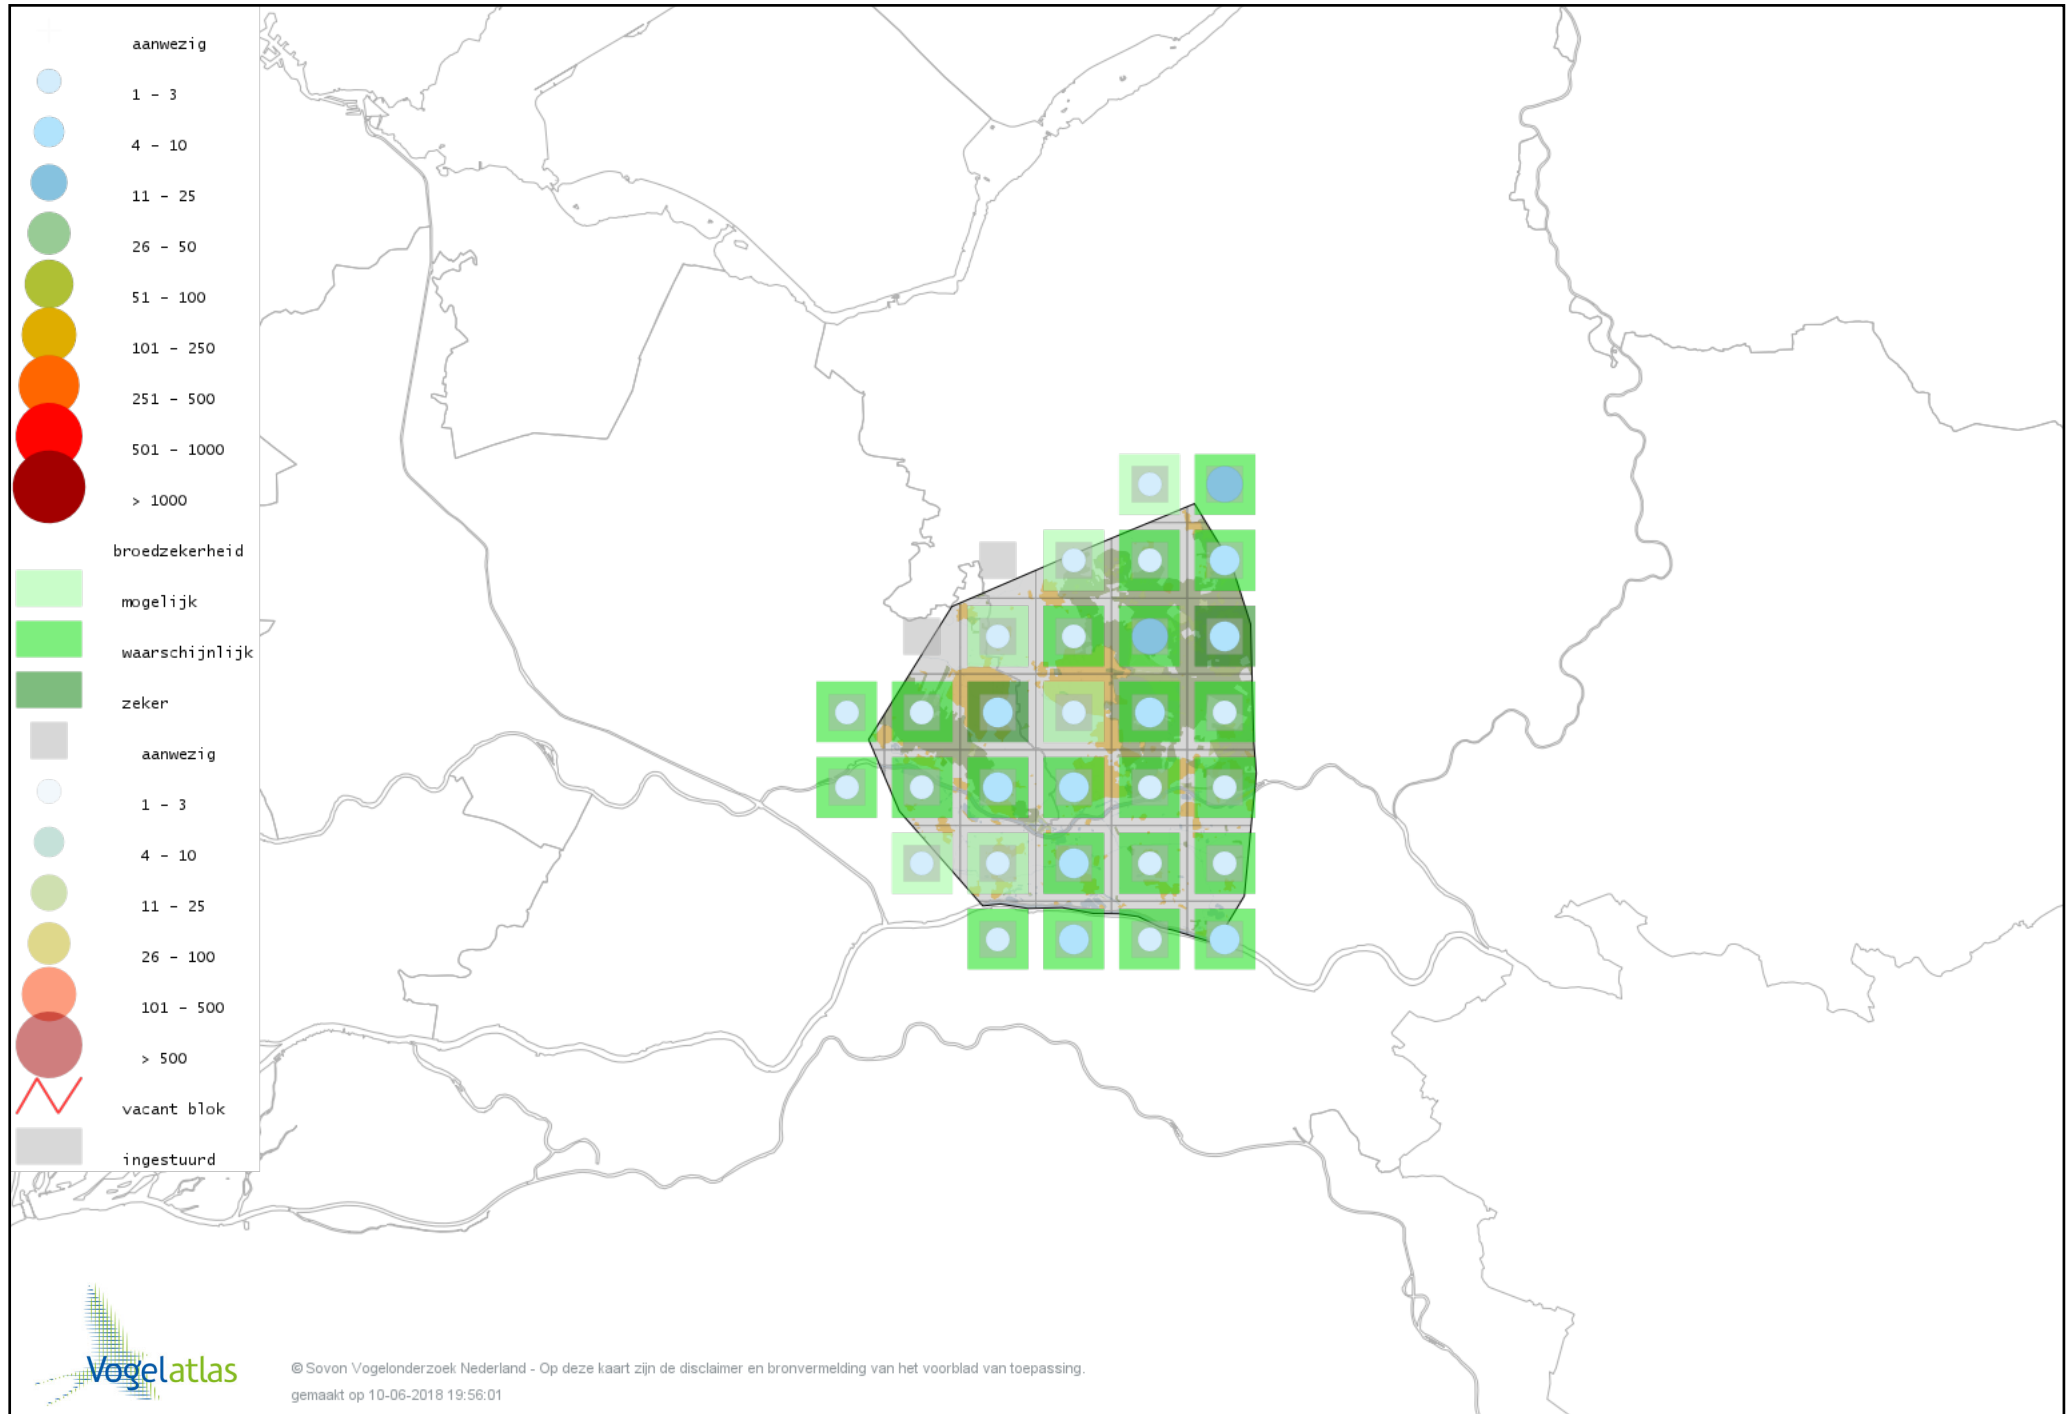 aanwezig
1 – 3
4 – 10
11 – 25
26 – 50
51 – 100
101 – 250
251 – 500
501 – 1000
> 1000
broedzekerheid
mogelijk
waarschijnlijk
zeker
aanwezig
1 – 3
4 – 10
11 – 25
26 – 100
101 – 500
> 500
vacant blok
ingestuurd
Vogelatlas
© Sovon Vogelonderzoek Nederland - Op deze kaart zijn de disclaimer en bronvermelding van het voorblad van toepassing.
gemaakt op 10-06-2018 19:56:01